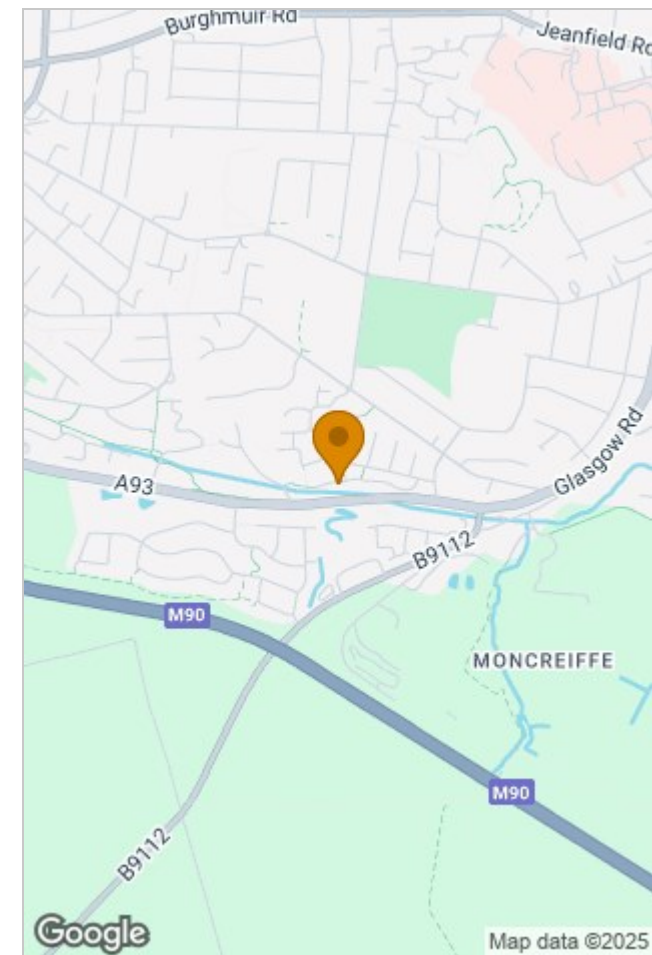 Burghmuir Rd
Jeanfield Rd
Glasgow Rd
A93
B9112
M90
MONCREIFFE
M90
B9112
Google
Map data ©2025